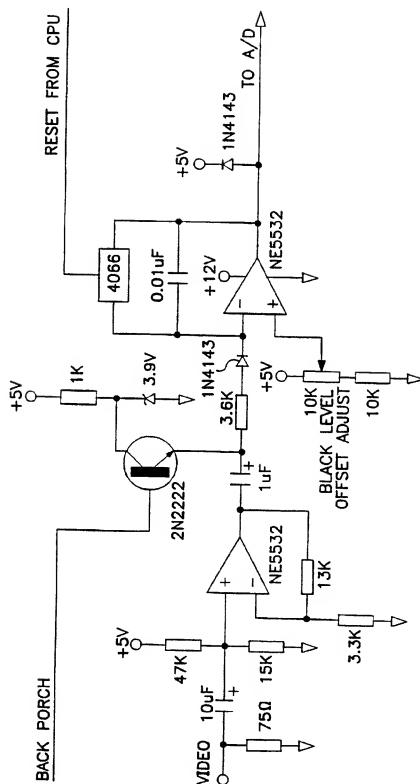 RESET FROM CPU
BACK PORCH
+5V
1K
3.9V
2N2222
4066
0.01uF
+5V
1N4143
TO A/D
+12V
NE5532
1N4143
3.6K
1uF
+5V
10K
10K
BLACK LEVEL
OFFSET ADJUST
+5V
47K
15K
VIDEO
10uF
75Ω
NE5532
13K
3.3K
+
-
+
-
+
+